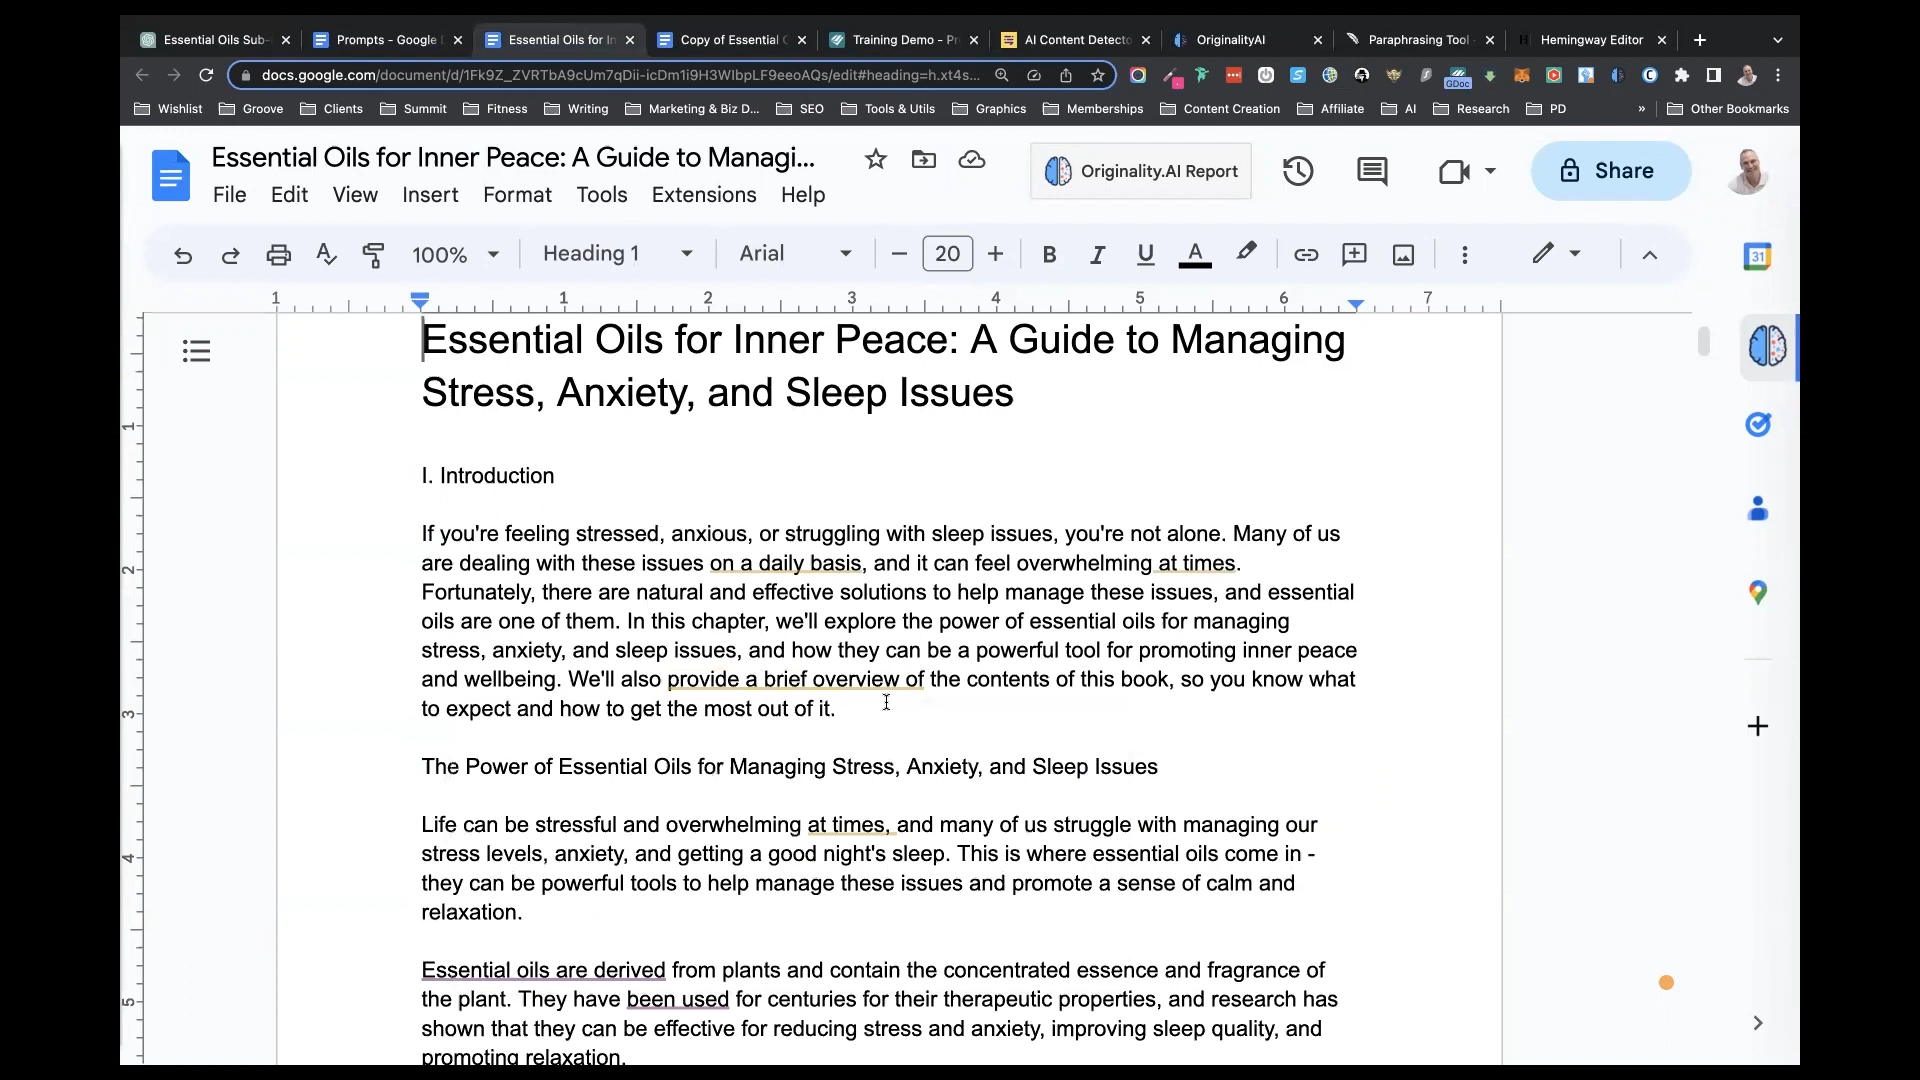 Essential Oils Sub-
Prompts - Google
Essential Oils for In
Copy of Essential
Training Demo - Pr
AI Content Detecto
OriginalityAI
Paraphrasing Tool
Hemingway Editor
docs.google.com/document/d/1Fk9Z_ZVRTbA9cUm7qDii-icDm1i9H3WIbpLF9eeoAQs/edit#heading=h.xt4s...
GDoc
Wishlist
Groove
Clients
Summit
Fitness
Writing
Marketing & Biz D...
SEO
Tools & Utils
Graphics
Memberships
Content Creation
Affiliate
AI
Research
PD
»
Other Bookmarks
Essential Oils for Inner Peace: A Guide to Managi...
Originality.AI Report
Share
File Edit View Insert Format Tools Extensions Help
100% Heading 1 Arial − 20 + B I U A
31
1 1 2 3 4 5 6 7
Essential Oils for Inner Peace: A Guide to Managing
Stress, Anxiety, and Sleep Issues
I. Introduction
If you're feeling stressed, anxious, or struggling with sleep issues, you're not alone. Many of us
are dealing with these issues on a daily basis, and it can feel overwhelming at times.
Fortunately, there are natural and effective solutions to help manage these issues, and essential
oils are one of them. In this chapter, we'll explore the power of essential oils for managing
stress, anxiety, and sleep issues, and how they can be a powerful tool for promoting inner peace
and wellbeing. We'll also provide a brief overview of the contents of this book, so you know what
to expect and how to get the most out of it.
The Power of Essential Oils for Managing Stress, Anxiety, and Sleep Issues
Life can be stressful and overwhelming at times, and many of us struggle with managing our
stress levels, anxiety, and getting a good night's sleep. This is where essential oils come in -
they can be powerful tools to help manage these issues and promote a sense of calm and
relaxation.
Essential oils are derived from plants and contain the concentrated essence and fragrance of
the plant. They have been used for centuries for their therapeutic properties, and research has
shown that they can be effective for reducing stress and anxiety, improving sleep quality, and
promoting relaxation.
1
2
3
4
5